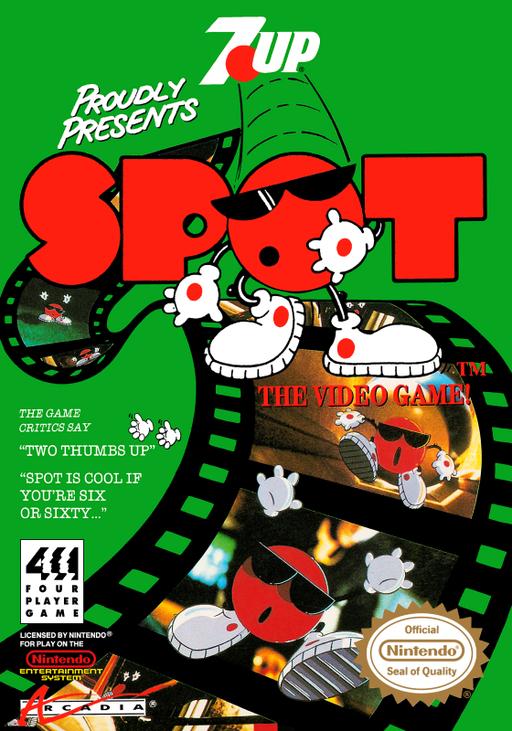 7UP
PROUDLY
PRESENTS
SPOT
™
THE VIDEO GAME!
THE GAME
CRITICS SAY
“TWO THUMBS UP”
“SPOT IS COOL IF
YOU'RE SIX
OR SIXTY...”
4
FOUR
PLAYER
GAME
LICENSED BY NINTENDO®
FOR PLAY ON THE
Nintendo
ENTERTAINMENT
SYSTEM®
ARCADIA®
Official
Nintendo®
Seal of Quality